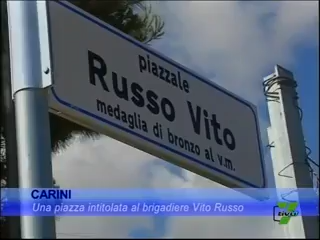 piazzale
Russo Vito
medaglia di bronzo al v.m.
CARINI
Una piazza intitolata al brigadiere Vito Russo